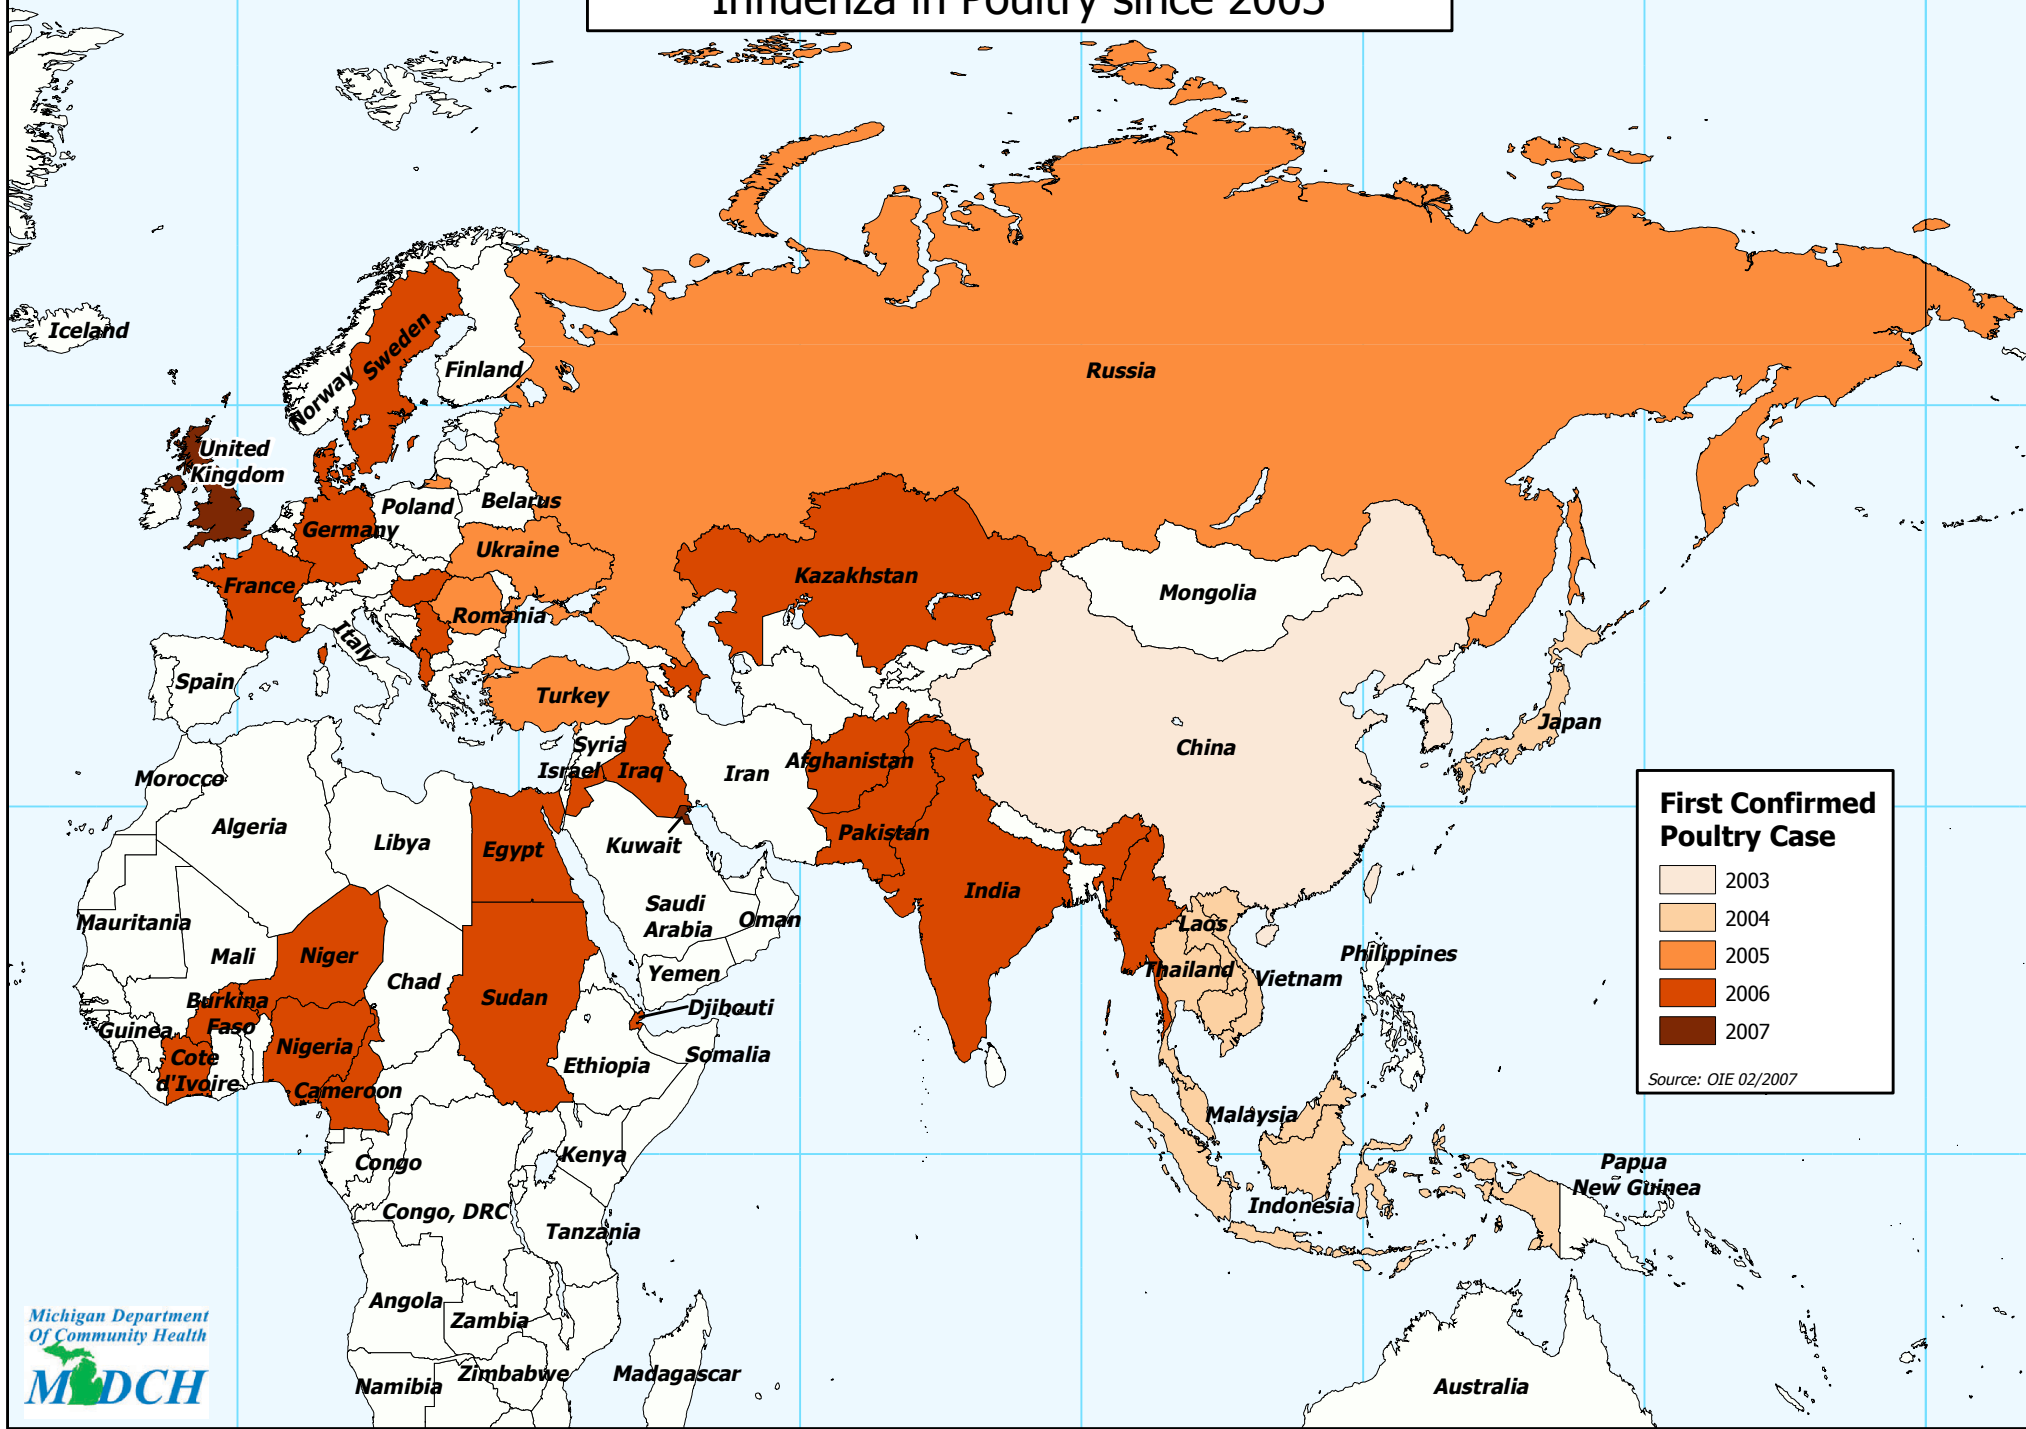 Influenza in Poultry since 2003
Iceland
Norway
Sweden
Finland
Russia
United
Kingdom
Poland
Belarus
Germany
Ukraine
France
Kazakhstan
Mongolia
Romania
Italy
Spain
Turkey
Japan
China
Syria
Israel
Iraq
Iran
Afghanistan
Morocco
Algeria
Libya
Egypt
Kuwait
Pakistan
India
Saudi
Arabia
Oman
Mauritania
Mali
Niger
Chad
Sudan
Yemen
Djibouti
Laos
Thailand
Vietnam
Philippines
Burkina
Faso
Guinea
Nigeria
Cote
d'Ivoire
Cameroon
Ethiopia
Somalia
Malaysia
Congo
Kenya
Congo, DRC
Tanzania
Indonesia
Papua
New Guinea
Angola
Zambia
Zimbabwe
Namibia
Madagascar
Australia
First Confirmed
Poultry Case
2003
2004
2005
2006
2007
Source: OIE 02/2007
Michigan Department
Of Community Health
MDCH